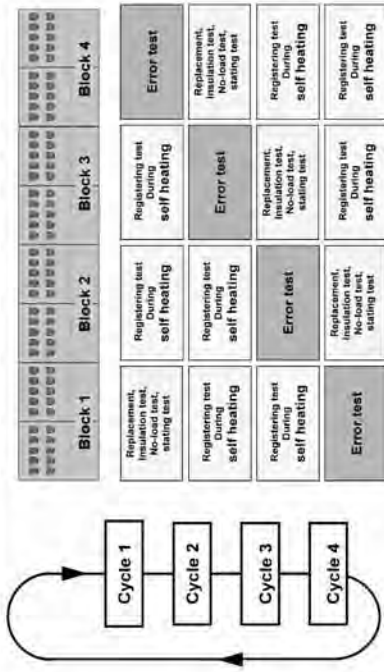 Block 1
Block 2
Block 3
Block 4
Cycle 1
Replacement,
Insulation test,
No-load test,
stating test
Registering test
During
self heating
Registering test
During
self heating
Error test
Cycle 2
Registering test
During
self heating
Registering test
During
self heating
Error test
Replacement,
Insulation test,
No-load test,
stating test
Cycle 3
Registering test
During
self heating
Error test
Replacement,
Insulation test,
No-load test,
stating test
Registering test
During
self heating
Cycle 4
Error test
Replacement,
Insulation test,
No-load test,
stating test
Registering test
During
self heating
Registering test
During
self heating